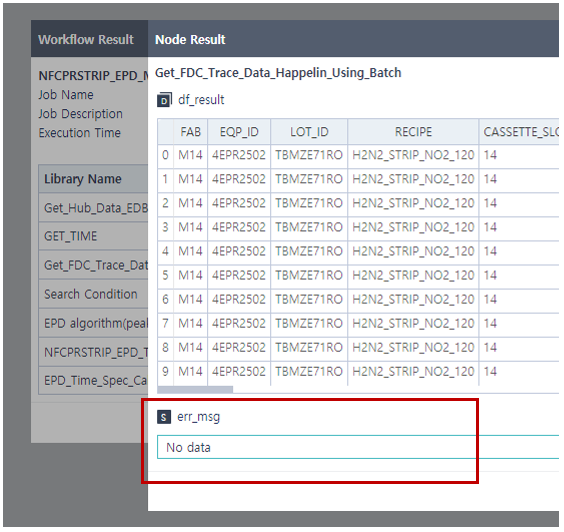 Workflow Result
Node Result
NFCPRSTRIP_EPD_M
Job Name
Job Description
Execution Time
Library Name
Get_Hub_Data_EDB
GET_TIME
Get_FDC_Trace_Dat
Search Condition
EPD algorithm(peak
NFCPRSTRIP_EPD_T
EPD_Time_Spec_Ca
Get_FDC_Trace_Data_Happelin_Using_Batch
D df_result
FAB EQP_ID LOT_ID RECIPE CASSETTE_SLO
0 M14 4EPR2502 TBMZE71RO H2N2_STRIP_NO2_120 14
1 M14 4EPR2502 TBMZE71RO H2N2_STRIP_NO2_120 14
2 M14 4EPR2502 TBMZE71RO H2N2_STRIP_NO2_120 14
3 M14 4EPR2502 TBMZE71RO H2N2_STRIP_NO2_120 14
4 M14 4EPR2502 TBMZE71RO H2N2_STRIP_NO2_120 14
5 M14 4EPR2502 TBMZE71RO H2N2_STRIP_NO2_120 14
6 M14 4EPR2502 TBMZE71RO H2N2_STRIP_NO2_120 14
7 M14 4EPR2502 TBMZE71RO H2N2_STRIP_NO2_120 14
8 M14 4EPR2502 TBMZE71RO H2N2_STRIP_NO2_120 14
9 M14 4EPR2502 TBMZE71RO H2N2_STRIP_NO2_120 14
S err_msg
No data